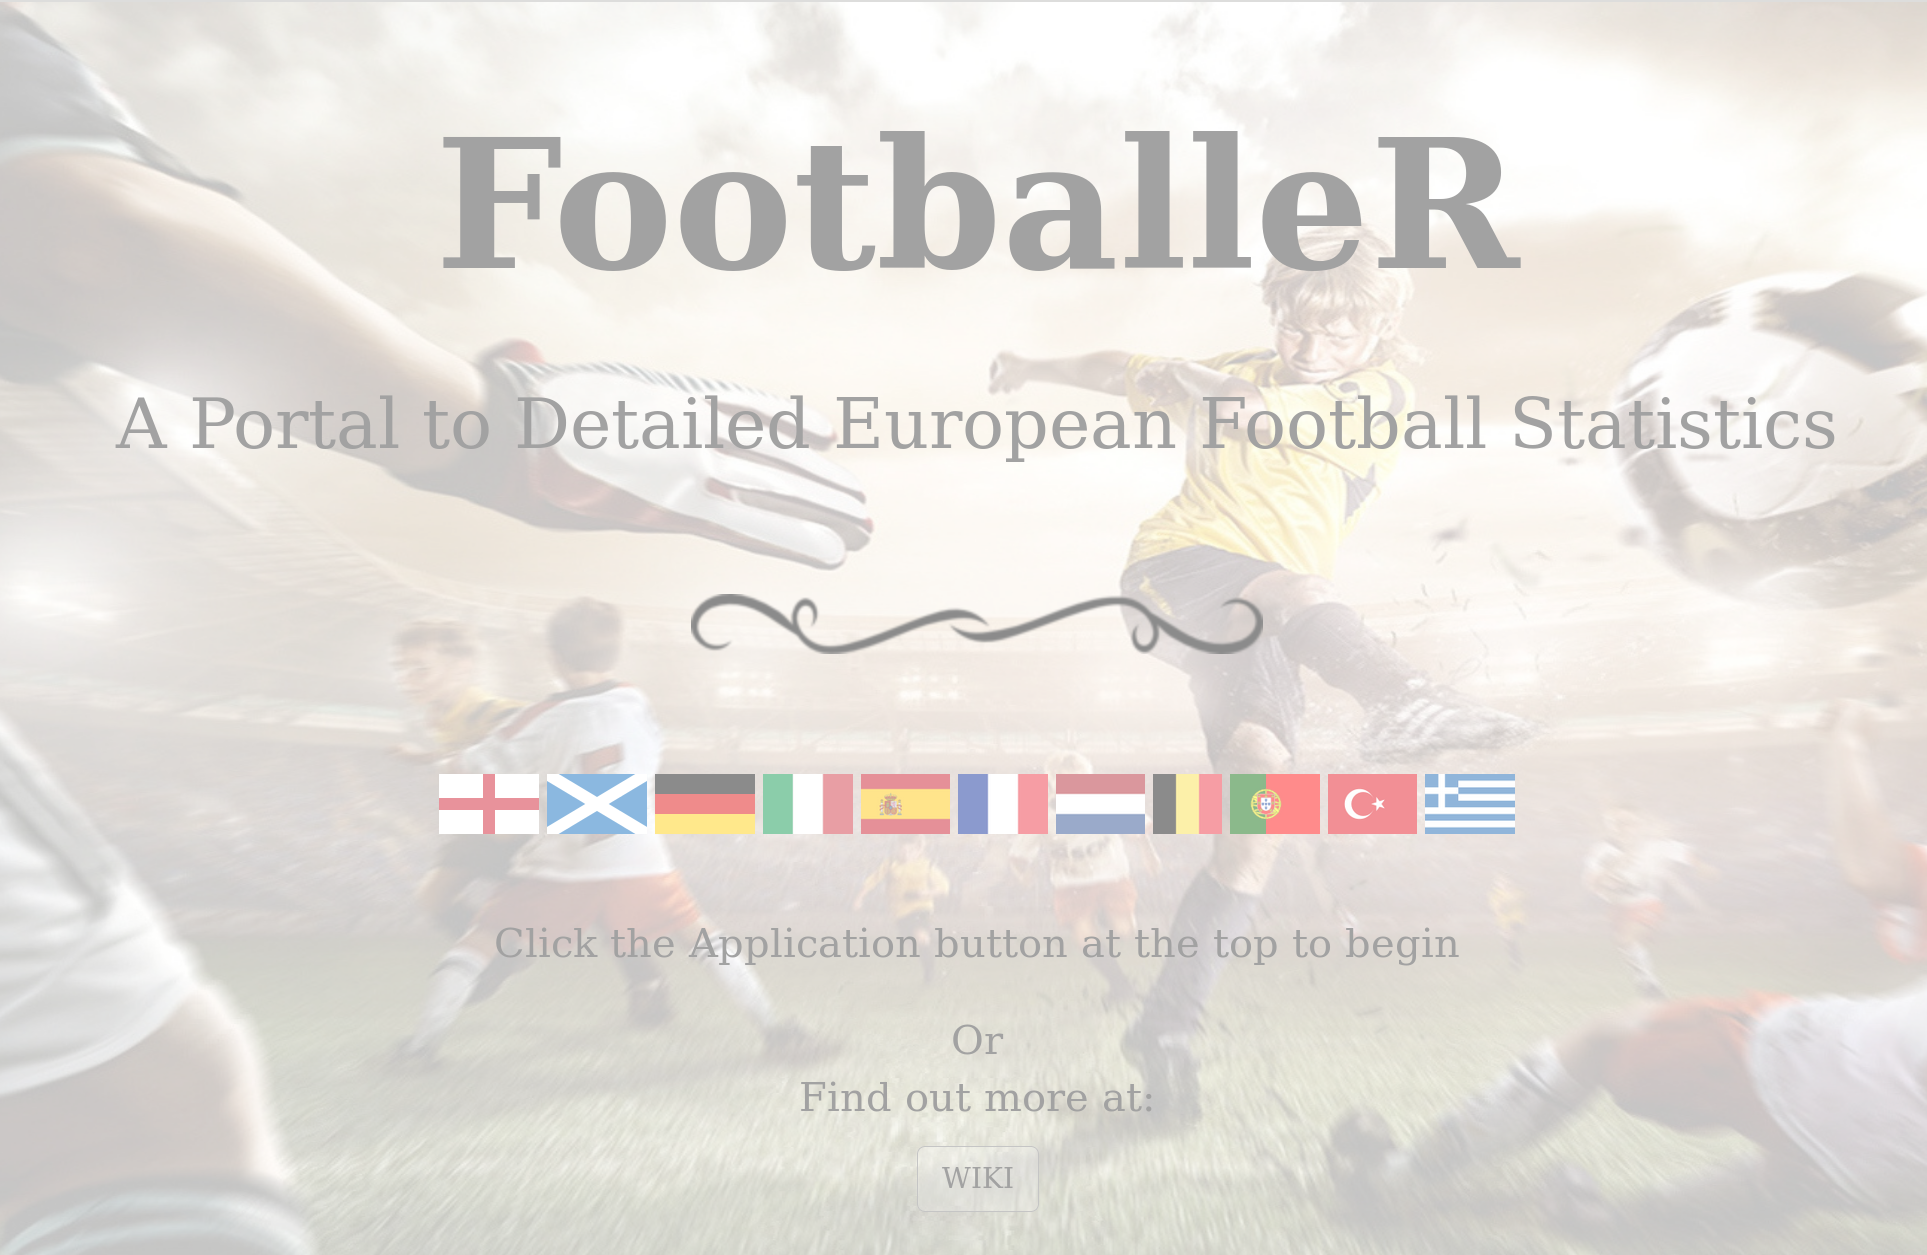 FootballeR
A Portal to Detailed European Football Statistics
Click the Application button at the top to begin
Or
Find out more at:
WIKI